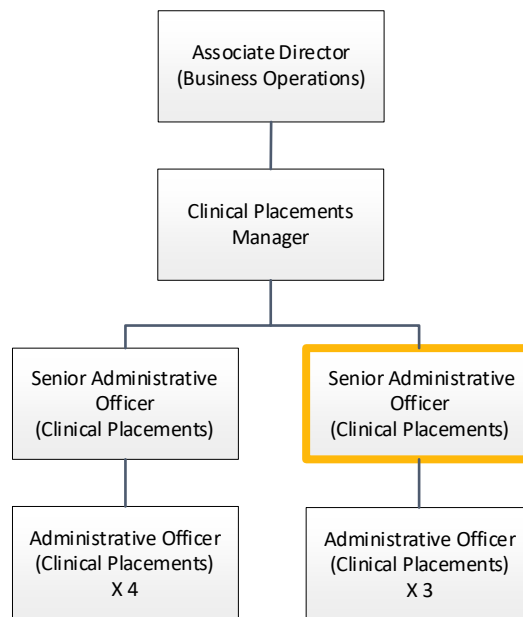 Associate Director
(Business Operations)
Clinical Placements
Manager
Senior Administrative
Officer
(Clinical Placements)
Senior Administrative
Officer
(Clinical Placements)
Administrative Officer
(Clinical Placements)
X 4
Administrative Officer
(Clinical Placements)
X 3